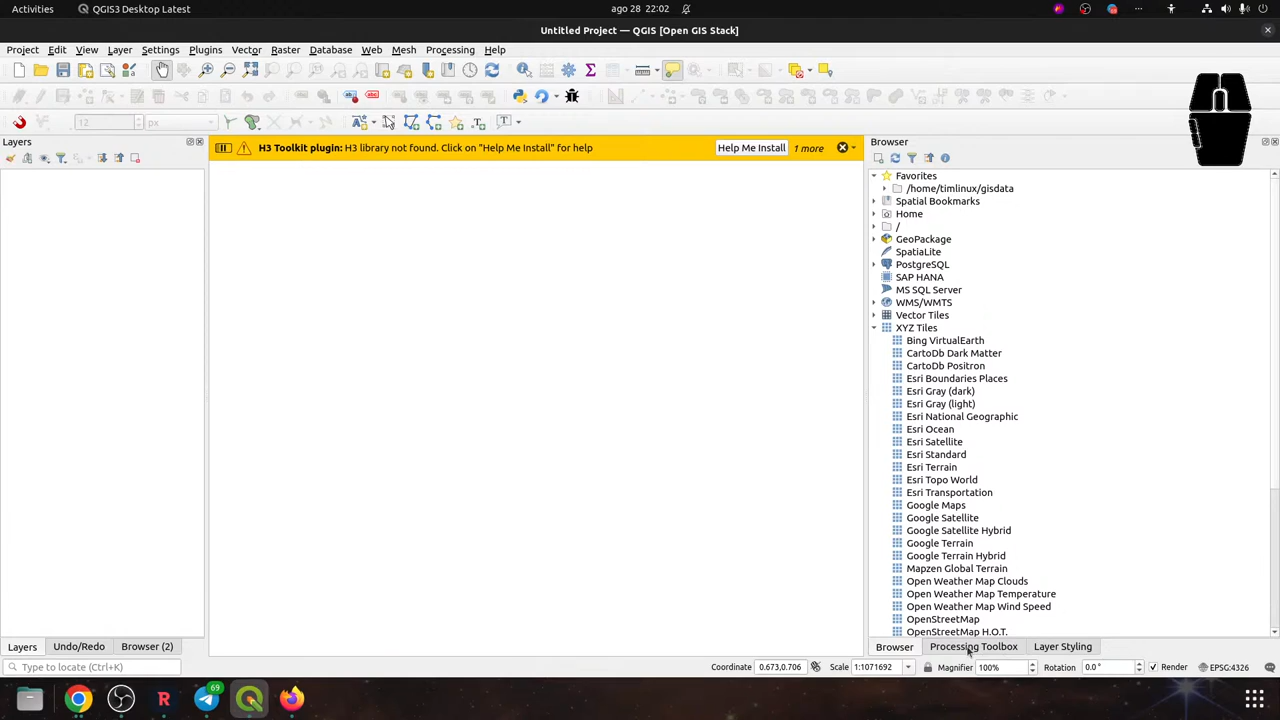 Activities
QGIS3 Desktop Latest
ago 28 22:02
Untitled Project — QGIS [Open GIS Stack]
Project Edit View Layer Settings Plugins Vector Raster Database Web Mesh Processing Help
12
px
Layers
H3 Toolkit plugin: H3 library not found. Click on "Help Me Install" for help
Help Me Install
1 more
Browser
Favorites
/home/timlinux/gisdata
Spatial Bookmarks
Home
/
GeoPackage
SpatiaLite
PostgreSQL
SAP HANA
MS SQL Server
WMS/WMTS
Vector Tiles
XYZ Tiles
Bing VirtualEarth
CartoDb Dark Matter
CartoDb Positron
Esri Boundaries Places
Esri Gray (dark)
Esri Gray (light)
Esri National Geographic
Esri Ocean
Esri Satellite
Esri Standard
Esri Terrain
Esri Topo World
Esri Transportation
Google Maps
Google Satellite
Google Satellite Hybrid
Google Terrain
Google Terrain Hybrid
Mapzen Global Terrain
Open Weather Map Clouds
Open Weather Map Temperature
Open Weather Map Wind Speed
OpenStreetMap
OpenStreetMap H.O.T.
Layers Undo/Redo Browser (2)
Browser Processing Toolbox Layer Styling
Type to locate (Ctrl+K)
Coordinate 0.673,0.706 Scale 1:1071692 Magnifier 100% Rotation 0.0 ° Render EPSG:4326
69